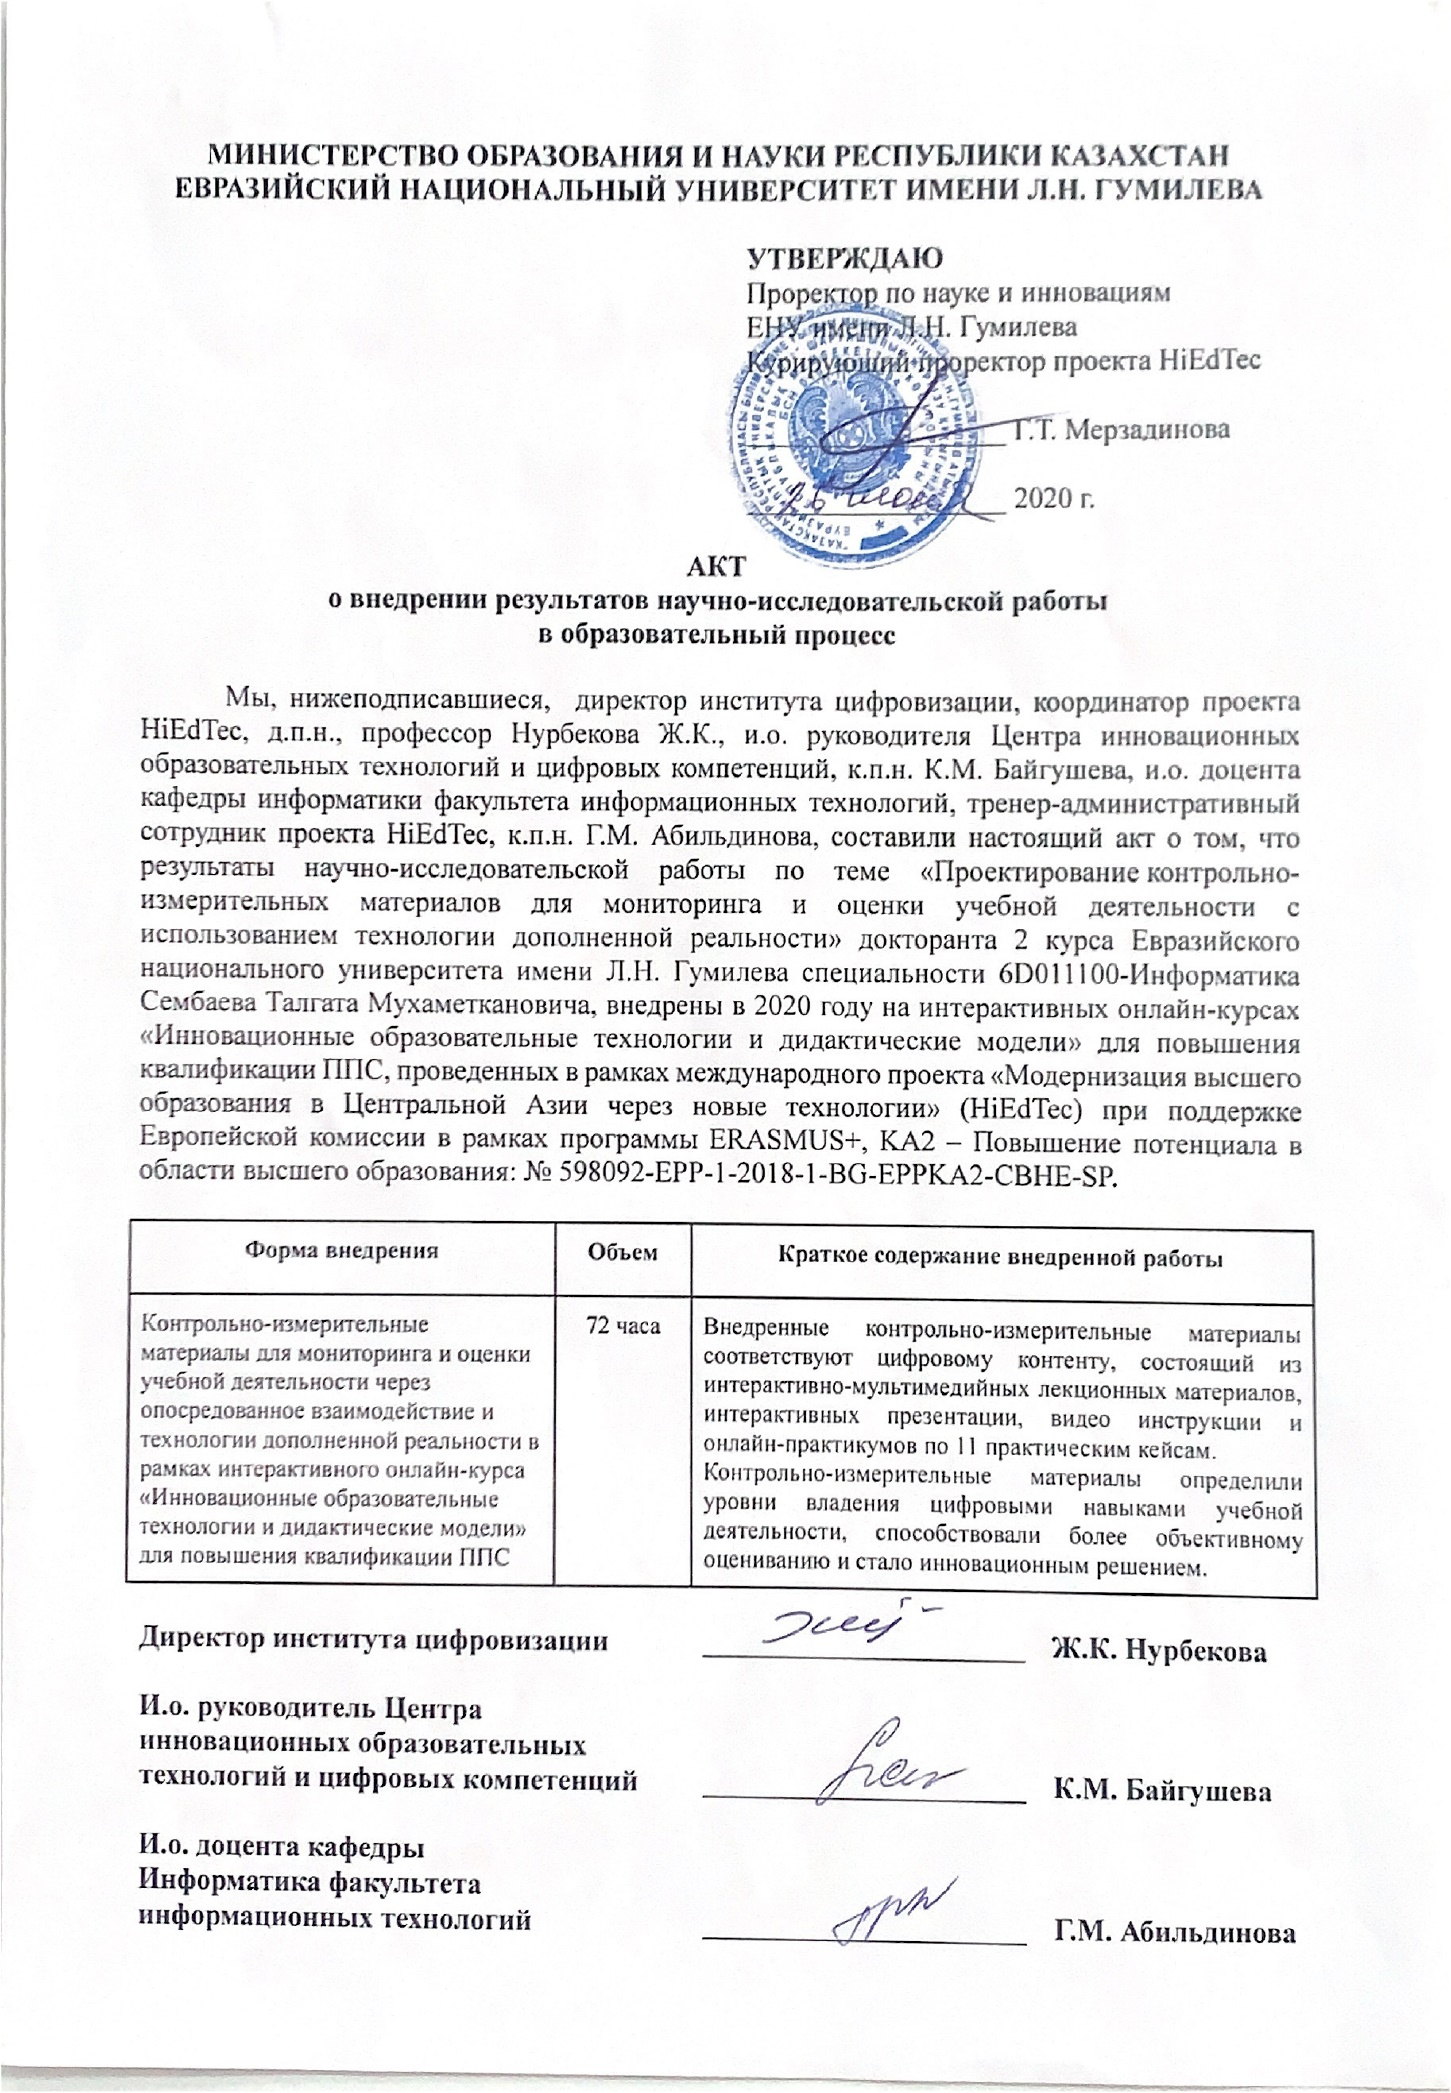 МИНИСТЕРСТВО ОБРАЗОВАНИЯ И НАУКИ РЕСПУБЛИКИ КАЗАХСТАН
ЕВРАЗИЙСКИЙ НАЦИОНАЛЬНЫЙ УНИВЕРСИТЕТ ИМЕНИ Л.Н. ГУМИЛЕВА
УТВЕРЖДАЮ
Проректор по науке и инновациям
ЕНУ имени Л.Н. Гумилева
Курирующий проректор проекта HiEdTec
Г.Т. Мерзадинова
2020 г.
АКТ
о внедрении результатов научно-исследовательской работы
в образовательный процесс
Мы, нижеподписавшиеся, директор института цифровизации, координатор проекта
HiEdTec, д.п.н., профессор Нурбекова Ж.К., и.о. руководителя Центра инновационных
образовательных технологий и цифровых компетенций, к.п.н. К.М. Байгушева, и.о. доцента
кафедры информатики факультета информационных технологий, тренер-административный
сотрудник проекта HiEdTec, к.п.н. Г.М. Абильдинова, составили настоящий акт о том, что
результаты научно-исследовательской работы по теме «Проектирование контрольно-
измерительных материалов для мониторинга и оценки учебной деятельности с
использованием технологии дополненной реальности» докторанта 2 курса Евразийского
национального университета имени Л.Н. Гумилева специальности 6D011100-Информатика
Сембаева Талгата Мухаметкановича, внедрены в 2020 году на интерактивных онлайн-курсах
«Инновационные образовательные технологии и дидактические модели» для повышения
квалификации ППС, проведенных в рамках международного проекта «Модернизация высшего
образования в Центральной Азии через новые технологии» (HiEdTec) при поддержке
Европейской комиссии в рамках программы ERASMUS+, KA2 – Повышение потенциала в
области высшего образования: № 598092-EPP-1-2018-1-BG-EPPKA2-CBHE-SP.
Форма внедрения
Объем
Краткое содержание внедренной работы
Контрольно-измерительные
материалы для мониторинга и оценки
учебной деятельности через
опосредованное взаимодействие и
технологии дополненной реальности в
рамках интерактивного онлайн-курса
«Инновационные образовательные
технологии и дидактические модели»
для повышения квалификации ППС
72 часа
Внедренные контрольно-измерительные материалы
соответствуют цифровому контенту, состоящий из
интерактивно-мультимедийных лекционных материалов,
интерактивных презентации, видео инструкции и
онлайн-практикумов по 11 практическим кейсам.
Контрольно-измерительные материалы определили
уровни владения цифровыми навыками учебной
деятельности, способствовали более объективному
оцениванию и стало инновационным решением.
Директор института цифровизации
Ж.К. Нурбекова
И.о. руководитель Центра
инновационных образовательных
технологий и цифровых компетенций
К.М. Байгушева
И.о. доцента кафедры
Информатика факультета
информационных технологий
Г.М. Абильдинова